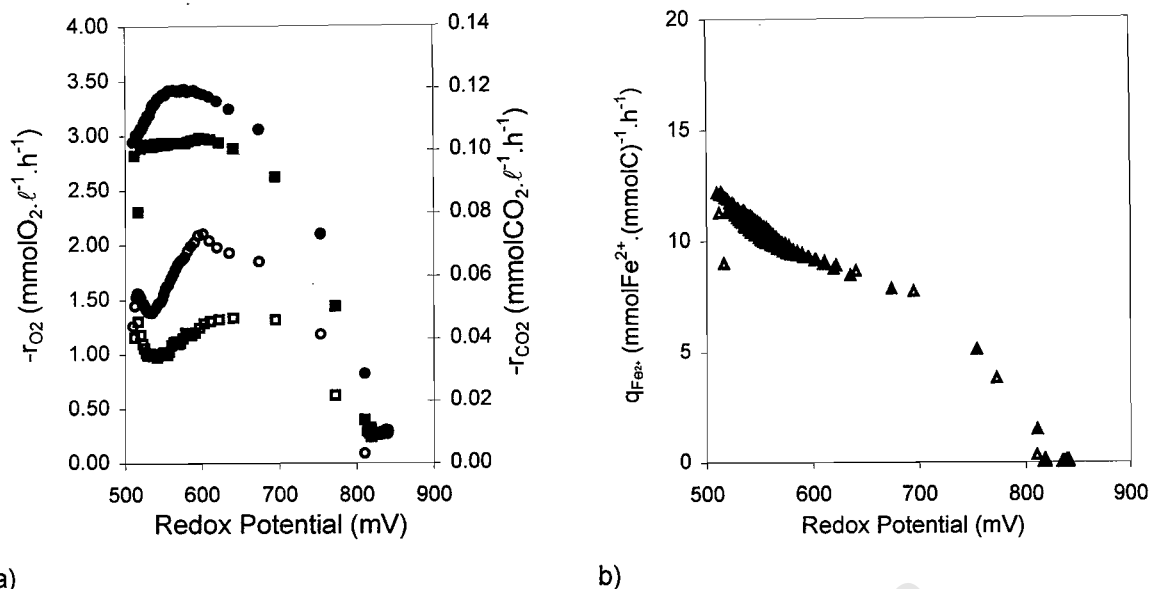 4.00
3.50
3.00
2.50
2.00
1.50
1.00
0.50
0.00
-rO2 (mmolO2.ℓ-1.h-1)
0.14
0.12
0.10
0.08
0.06
0.04
0.02
0.00
-rCO2 (mmolCO2.ℓ-1.h-1)
500 600 700 800 900
Redox Potential (mV)
a)
20
15
10
5
0
qFe2+ (mmolFe2+.(mmolC)-1.h-1)
500 600 700 800 900
Redox Potential (mV)
b)